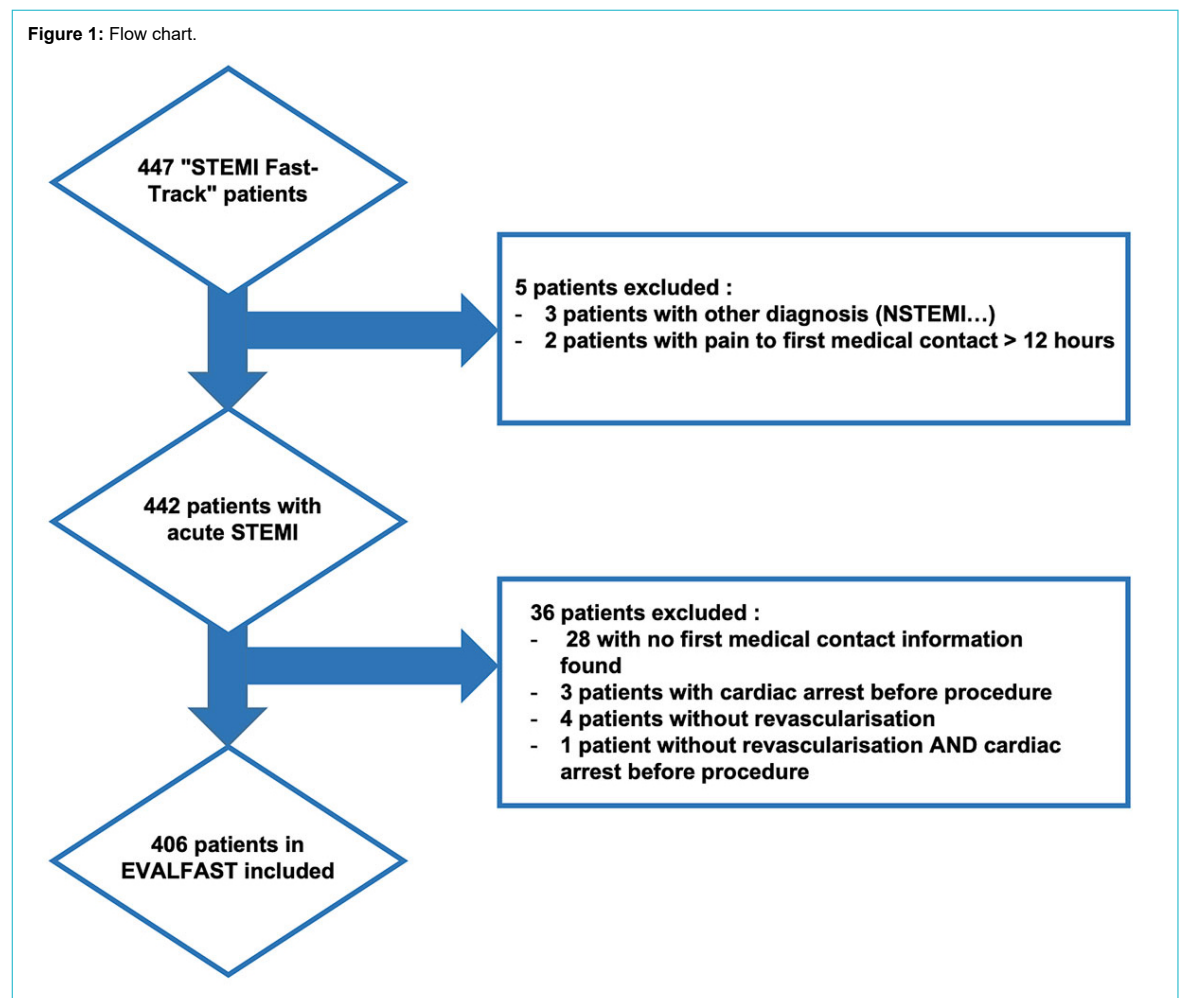 Figure 1: Flow chart.
447 "STEMI Fast-
Track" patients
5 patients excluded :
- 3 patients with other diagnosis (NSTEMI...)
- 2 patients with pain to first medical contact > 12 hours
442 patients with
acute STEMI
36 patients excluded :
- 28 with no first medical contact information
found
- 3 patients with cardiac arrest before procedure
- 4 patients without revascularisation
- 1 patient without revascularisation AND cardiac
arrest before procedure
406 patients in
EVALFAST included